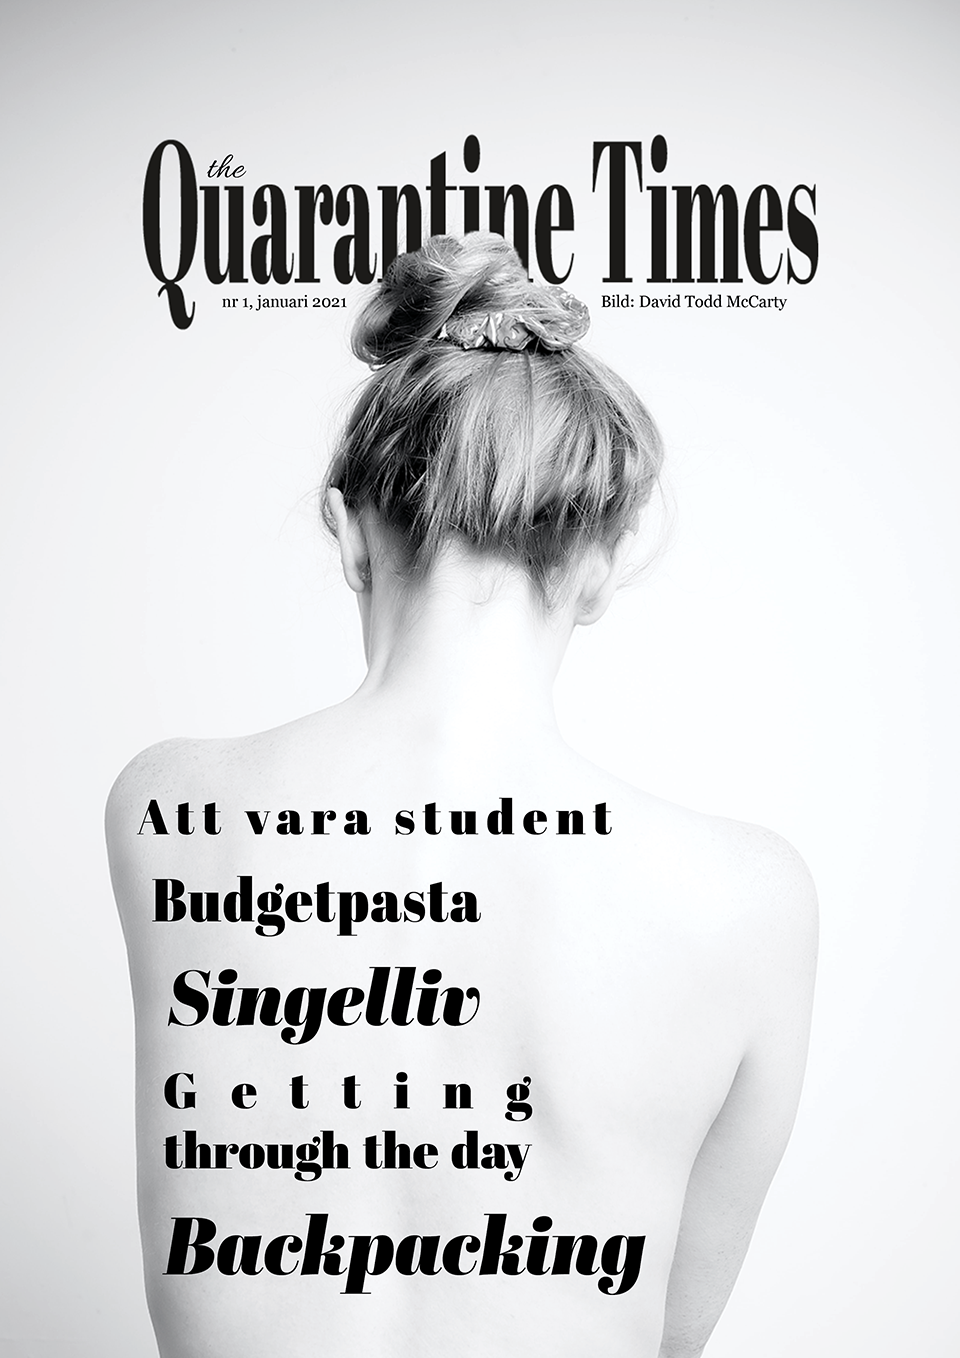 the
Quarantine Times
nr 1, januari 2021
Bild: David Todd McCarty
Att vara student
Budgetpasta
Singelliv
Getting
through the day
Backpacking